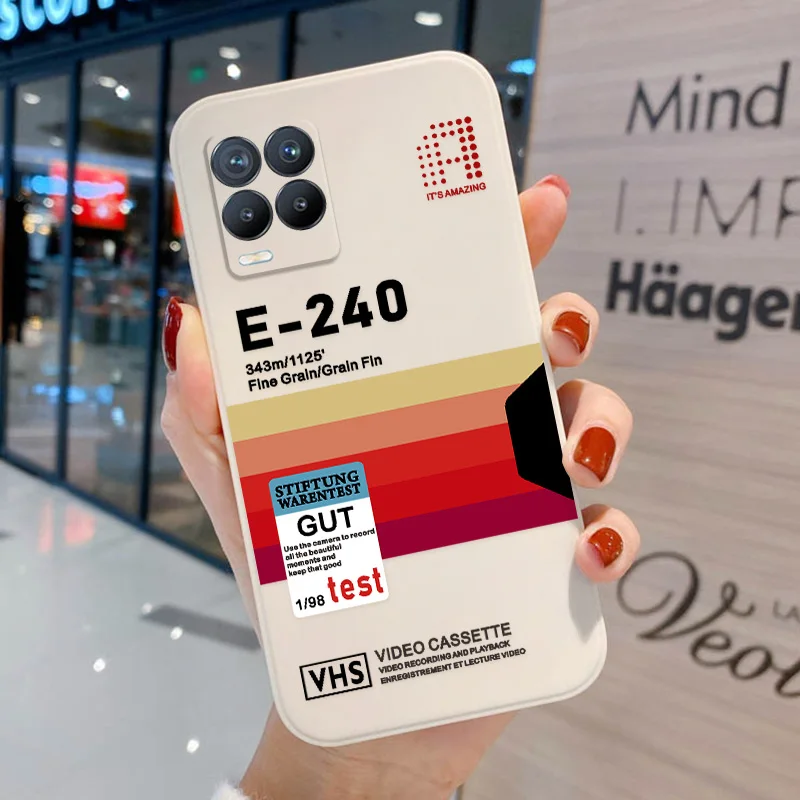 IT'S AMAZING
E-240
343m/1125'
Fine Grain/Grain Fin
STIFTUNG
WARENTEST
GUT
Use the camera to record
all the beautiful
moments and
keep that good
1/98 test
VHS
VIDEO CASSETTE
VIDEO RECORDING AND PLAYBACK
ENREGISTREMENT ET LECTURE VIDEO
Mind
Häagen